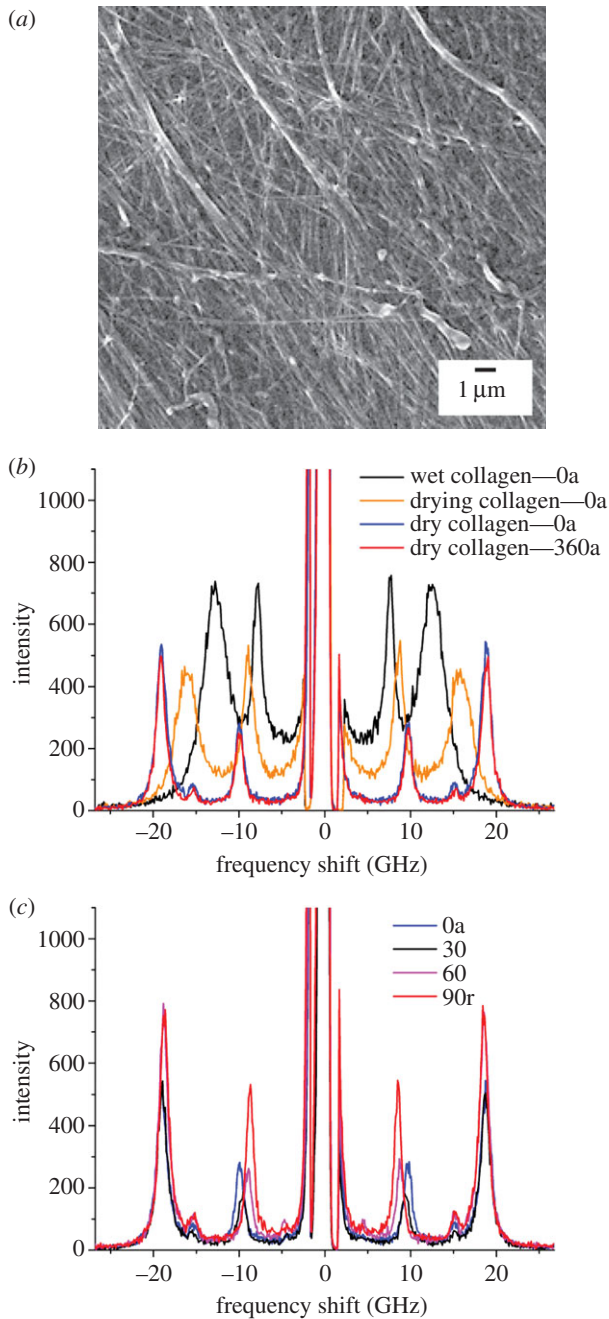 (a)
1 µm
(b)
1000
800
600
400
200
0
intensity
wet collagen—0a
drying collagen—0a
dry collagen—0a
dry collagen—360a
−20 −10 0 10 20
frequency shift (GHz)
(c)
1000
800
600
400
200
0
intensity
0a
30
60
90r
−20 −10 0 10 20
frequency shift (GHz)